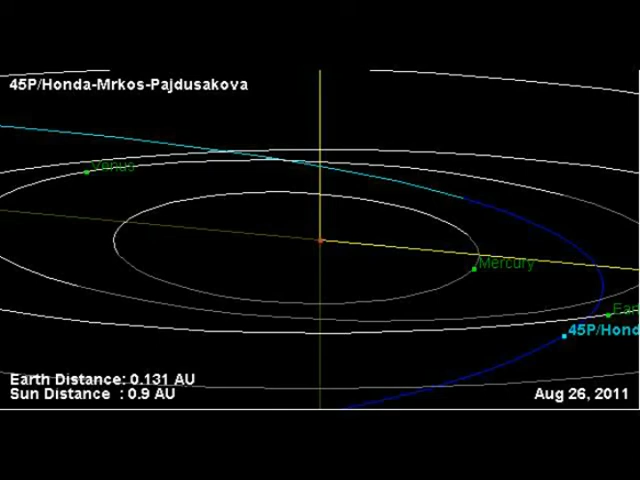 45P/Honda-Mrkos-Pajdusakova
Venus
Mercury
Ear
45P/Hond
Earth Distance: 0.131 AU
Sun Distance : 0.9 AU
Aug 26, 2011